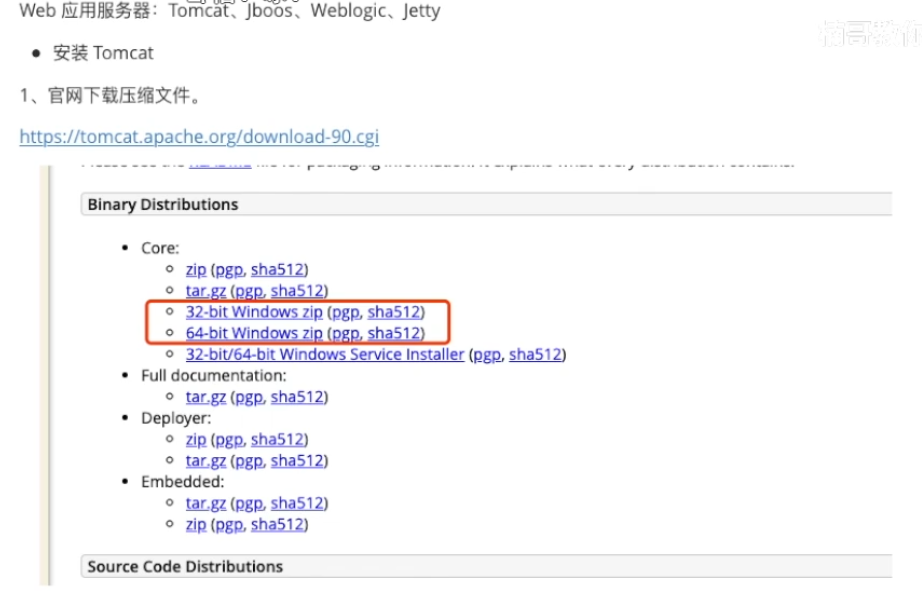 Web 应用服务器：Tomcat、Jboos、Weblogic、Jetty
• 安装 Tomcat
1、官网下载压缩文件。
https://tomcat.apache.org/download-90.cgi
Binary Distributions
• Core:
zip (pgp, sha512)
tar.gz (pgp, sha512)
32-bit Windows zip (pgp, sha512)
64-bit Windows zip (pgp, sha512)
32-bit/64-bit Windows Service Installer (pgp, sha512)
• Full documentation:
tar.gz (pgp, sha512)
• Deployer:
zip (pgp, sha512)
tar.gz (pgp, sha512)
• Embedded:
tar.gz (pgp, sha512)
zip (pgp, sha512)
Source Code Distributions